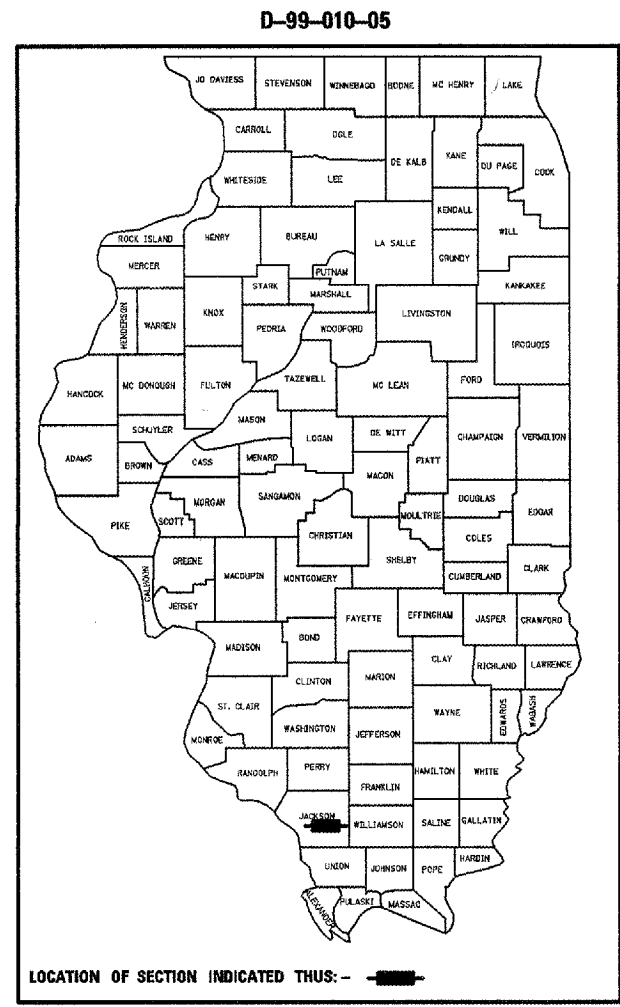 D-99-010-05
JO DAVIESS STEVENSON WINNEBAGO BOONE MC HENRY LAKE
CARROLL OGLE DE KALB KANE DU PAGE COOK
WHITESIDE LEE
KENDALL
WILL
ROCK ISLAND HENRY BUREAU LA SALLE
GRUNDY
MERCER PUTNAM
STARK MARSHALL KANKAKEE
HENDERSON WARREN KNOX PEORIA WOODFORD LIVINGSTON
IROQUOIS
HANCOCK MC DONOUGH FULTON TAZEWELL MC LEAN FORD
MASON
SCHUYLER LOGAN DE WITT CHAMPAIGN VERMILION
ADAMS BROWN CASS MENARD PIATT
MACON
MORGAN SANGAMON DOUGLAS EDGAR
PIKE SCOTT MOULTRIE
CHRISTIAN COLES
GREENE SHELBY CLARK
CALHOUN MACOUPIN MONTGOMERY CUMBERLAND
JERSEY FAYETTE EFFINGHAM JASPER CRAWFORD
MADISON BOND
CLAY RICHLAND LAWRENCE
CLINTON MARION
ST. CLAIR WAYNE EDWARDS WABASH
WASHINGTON JEFFERSON
MONROE
RANDOLPH PERRY HAMILTON WHITE
FRANKLIN
JACKSON WILLIAMSON SALINE GALLATIN
HARDIN
UNION JOHNSON POPE
ALEXANDER PULASKI MASSAC
LOCATION OF SECTION INDICATED THUS: -